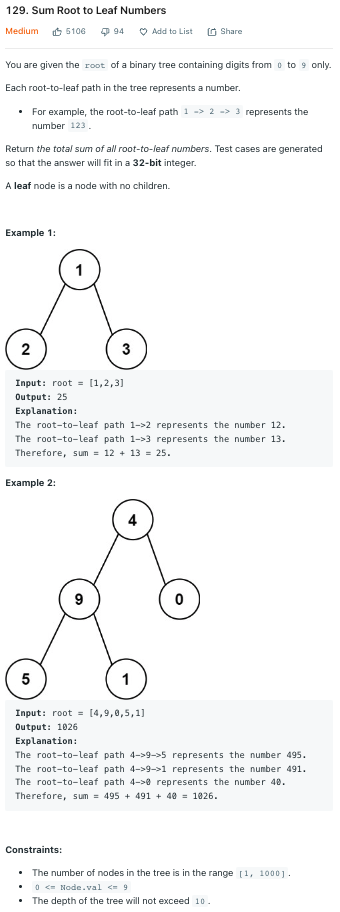 129. Sum Root to Leaf Numbers
Medium 5106 94 Add to List Share
You are given the root of a binary tree containing digits from 0 to 9 only.
Each root-to-leaf path in the tree represents a number.
• For example, the root-to-leaf path 1 -> 2 -> 3 represents the
number 123.
Return the total sum of all root-to-leaf numbers. Test cases are generated
so that the answer will fit in a 32-bit integer.
A leaf node is a node with no children.
Example 1:
1
2 3
Input: root = [1,2,3]
Output: 25
Explanation:
The root-to-leaf path 1->2 represents the number 12.
The root-to-leaf path 1->3 represents the number 13.
Therefore, sum = 12 + 13 = 25.
Example 2:
4
9 0
5 1
Input: root = [4,9,0,5,1]
Output: 1026
Explanation:
The root-to-leaf path 4->9->5 represents the number 495.
The root-to-leaf path 4->9->1 represents the number 491.
The root-to-leaf path 4->0 represents the number 40.
Therefore, sum = 495 + 491 + 40 = 1026.
Constraints:
• The number of nodes in the tree is in the range [1, 1000].
• 0 <= Node.val <= 9
• The depth of the tree will not exceed 10.